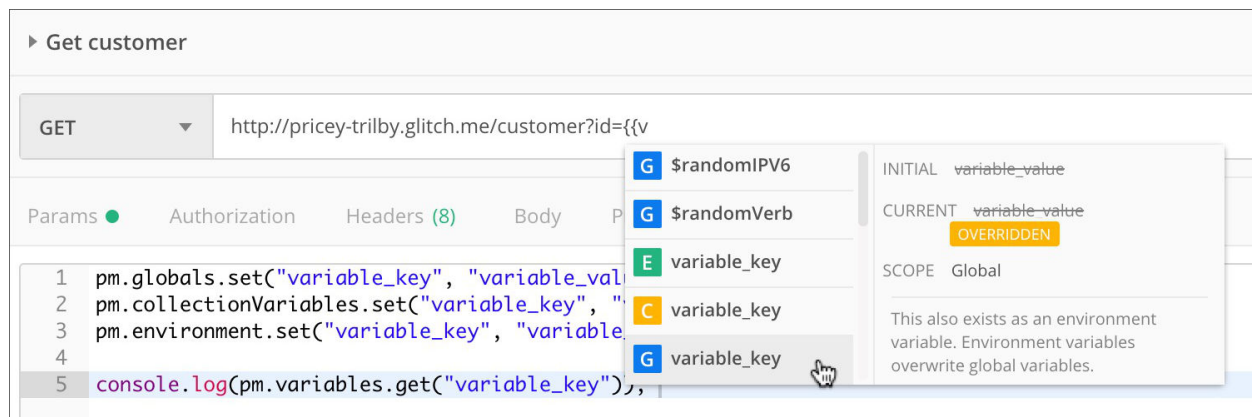 Get customer
GET
http://pricey-trilby.glitch.me/customer?id={{v
G $randomIPV6
G $randomVerb
E variable_key
C variable_key
G variable_key
INITIAL variable_value
CURRENT variable_value
OVERRIDDEN
SCOPE Global
This also exists as an environment
variable. Environment variables
overwrite global variables.
Params Authorization Headers (8) Body P
1 pm.globals.set("variable_key", "variable_val
2 pm.collectionVariables.set("variable_key", "
3 pm.environment.set("variable_key", "variable_
4
5 console.log(pm.variables.get("variable_key"));